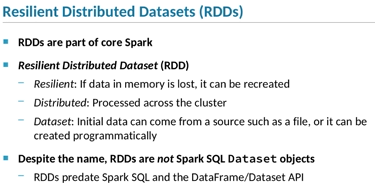 Resilient Distributed Datasets (RDDs)
▪ RDDs are part of core Spark
▪ Resilient Distributed Dataset (RDD)
– Resilient: If data in memory is lost, it can be recreated
– Distributed: Processed across the cluster
– Dataset: Initial data can come from a source such as a file, or it can be
created programmatically
▪ Despite the name, RDDs are not Spark SQL Dataset objects
– RDDs predate Spark SQL and the DataFrame/Dataset API